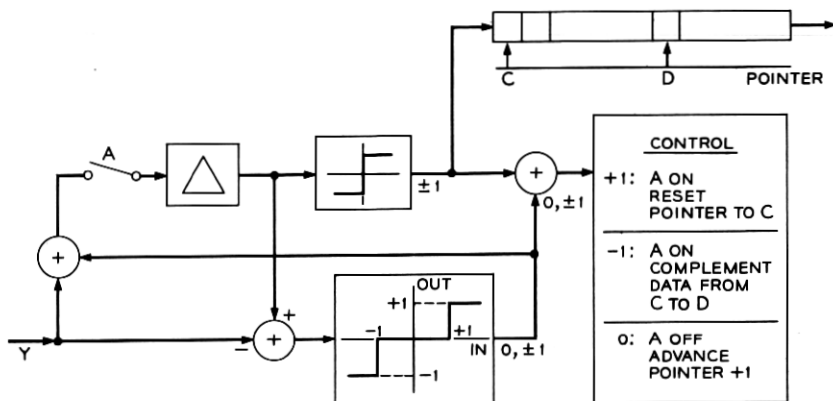 C
D
POINTER
A
△
±1
+
0, ±1
CONTROL
+1: A ON
RESET
POINTER TO C
-1: A ON
COMPLEMENT
DATA FROM
C TO D
0: A OFF
ADVANCE
POINTER +1
+
+
-
+
Y
OUT
+1
-1
+1
IN
-1
0, ±1